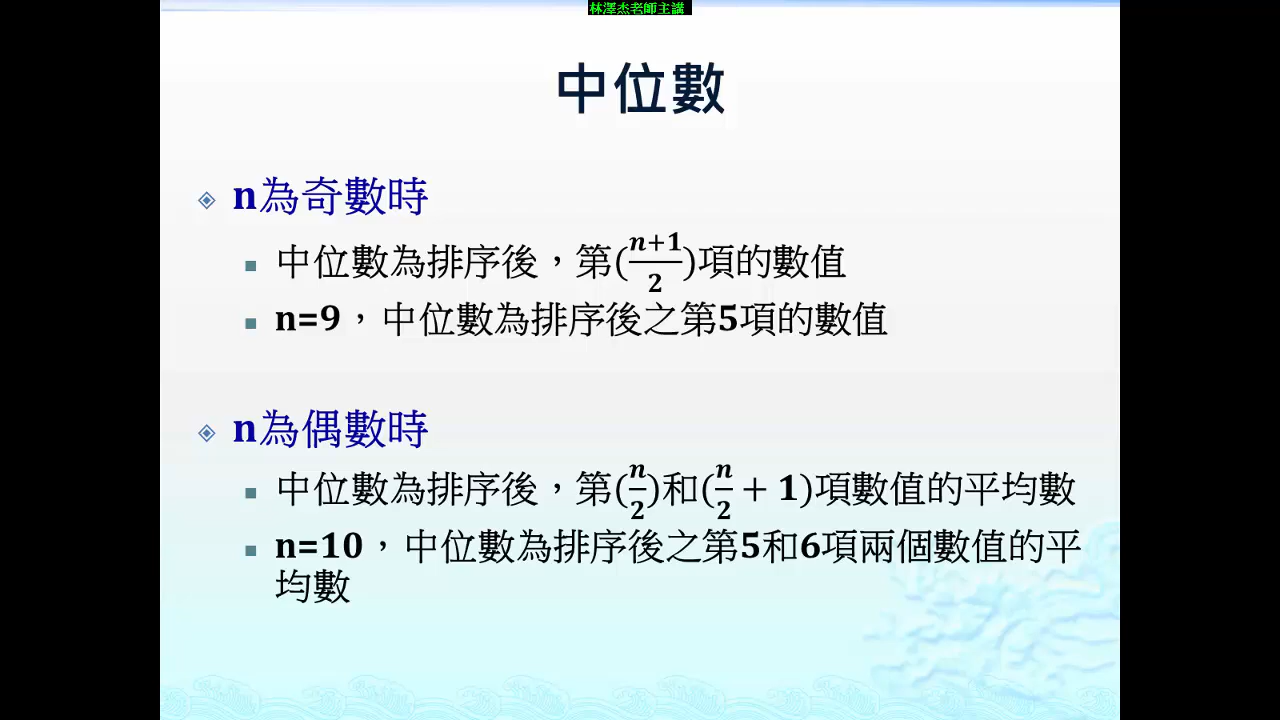 林澤杰老師主講
中位數
n為奇數時
中位數為排序後，第(\frac{n+1}{2})項的數值
n=9，中位數為排序後之第5項的數值
n為偶數時
中位數為排序後，第(\frac{n}{2})和(\frac{n}{2}+1)項數值的平均數
n=10，中位數為排序後之第5和6項兩個數值的平
均數